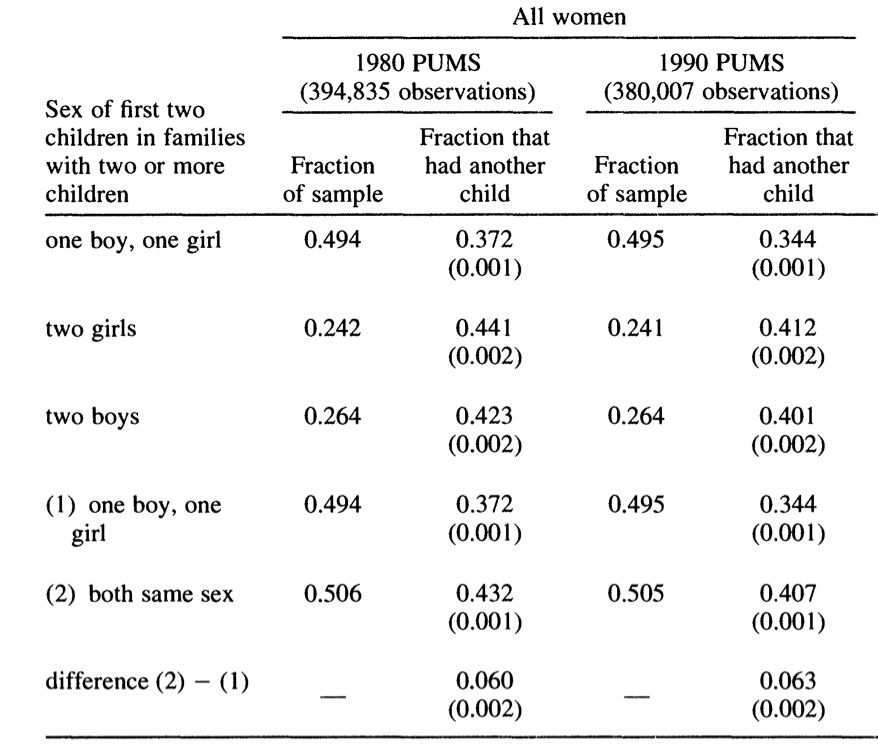 All women
1980 PUMS 1990 PUMS
(394,835 observations) (380,007 observations)
Sex of first two
children in families Fraction that Fraction that
with two or more Fraction had another Fraction had another
children of sample child of sample child
one boy, one girl 0.494 0.372 0.495 0.344
(0.001) (0.001)
two girls 0.242 0.441 0.241 0.412
(0.002) (0.002)
two boys 0.264 0.423 0.264 0.401
(0.002) (0.002)
(1) one boy, one 0.494 0.372 0.495 0.344
girl (0.001) (0.001)
(2) both same sex 0.506 0.432 0.505 0.407
(0.001) (0.001)
difference (2) − (1) — 0.060 — 0.063
(0.002) (0.002)